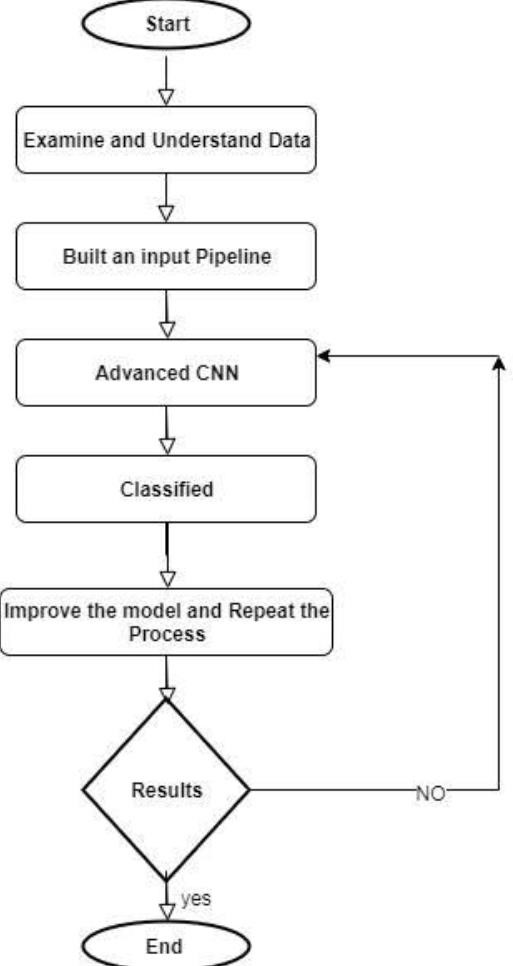 Start
Examine and Understand Data
Built an input Pipeline
Advanced CNN
Classified
Improve the model and Repeat the
Process
Results
NO
yes
End